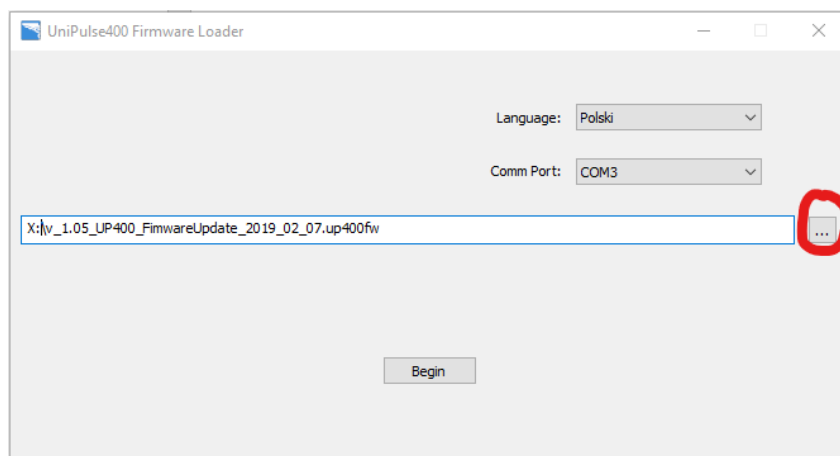 UniPulse400 Firmware Loader
Language: Polski
Comm Port: COM3
X:\v_1.05_UP400_FimwareUpdate_2019_02_07.up400fw
...
Begin